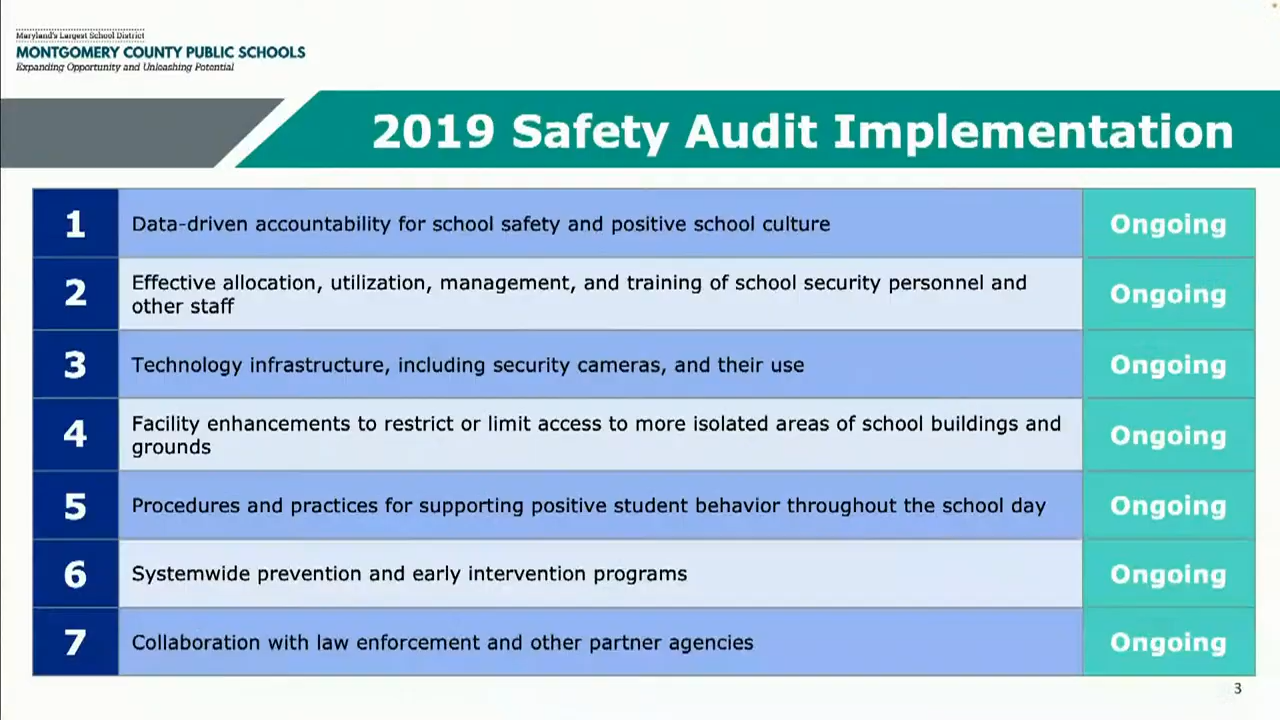 Maryland's Largest School District
MONTGOMERY COUNTY PUBLIC SCHOOLS
Expanding Opportunity and Unleashing Potential
2019 Safety Audit Implementation
1 Data-driven accountability for school safety and positive school culture Ongoing
2 Effective allocation, utilization, management, and training of school security personnel and
other staff Ongoing
3 Technology infrastructure, including security cameras, and their use Ongoing
4 Facility enhancements to restrict or limit access to more isolated areas of school buildings and
grounds Ongoing
5 Procedures and practices for supporting positive student behavior throughout the school day Ongoing
6 Systemwide prevention and early intervention programs Ongoing
7 Collaboration with law enforcement and other partner agencies Ongoing
3